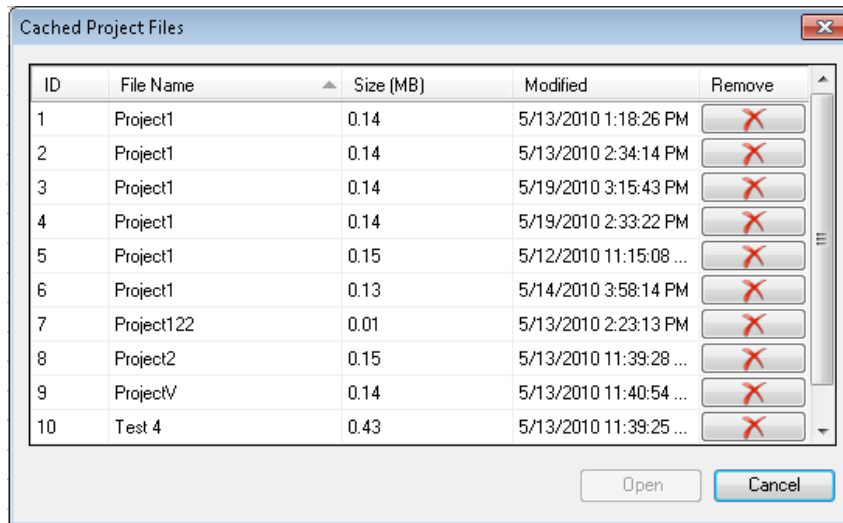 Cached Project Files
ID File Name Size (MB) Modified Remove
1 Project1 0.14 5/13/2010 1:18:26 PM
2 Project1 0.14 5/13/2010 2:34:14 PM
3 Project1 0.14 5/19/2010 3:15:43 PM
4 Project1 0.14 5/19/2010 2:33:22 PM
5 Project1 0.15 5/12/2010 11:15:08 ...
6 Project1 0.13 5/14/2010 3:58:14 PM
7 Project122 0.01 5/13/2010 2:23:13 PM
8 Project2 0.15 5/13/2010 11:39:28 ...
9 ProjectV 0.14 5/13/2010 11:40:54 ...
10 Test 4 0.43 5/13/2010 11:39:25 ...
Open Cancel